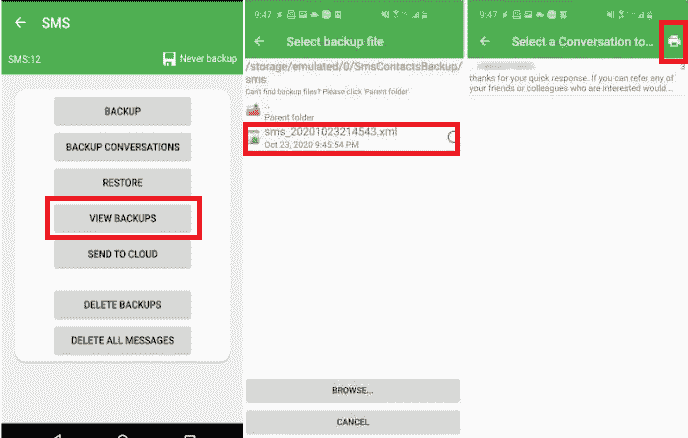 SMS
SMS:12
Never backup
BACKUP
BACKUP CONVERSATIONS
RESTORE
VIEW BACKUPS
SEND TO CLOUD
DELETE BACKUPS
DELETE ALL MESSAGES
9:47
Select backup file
/storage/emulated/0/SmsContactsBackup/
sms
Can't find backup files? Please click 'Parent folder'
..
Parent folder
sms_20201023214543.xml
Oct 23, 2020 9:45:54 PM
BROWSE...
CANCEL
9:47
Select a Conversation to...
thanks for your quick response. If you can refer any of
your friends or colleagues who are interested would...